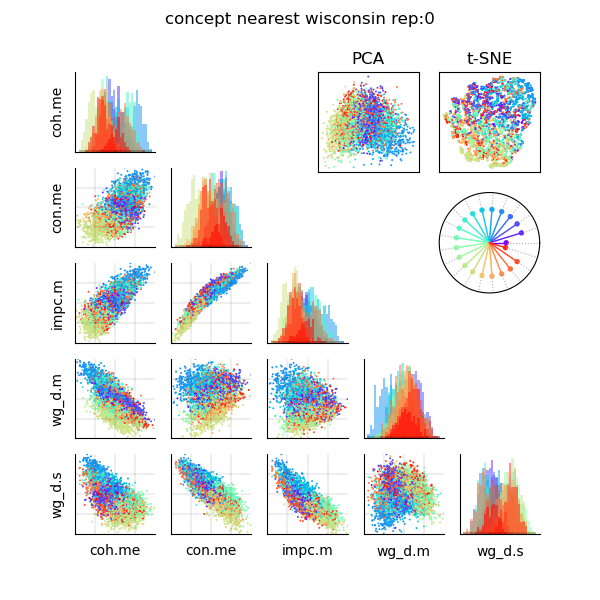 concept nearest wisconsin rep:0
PCA
t-SNE
coh.me
con.me
impc.m
wg_d.m
wg_d.s
coh.me
con.me
impc.m
wg_d.m
wg_d.s